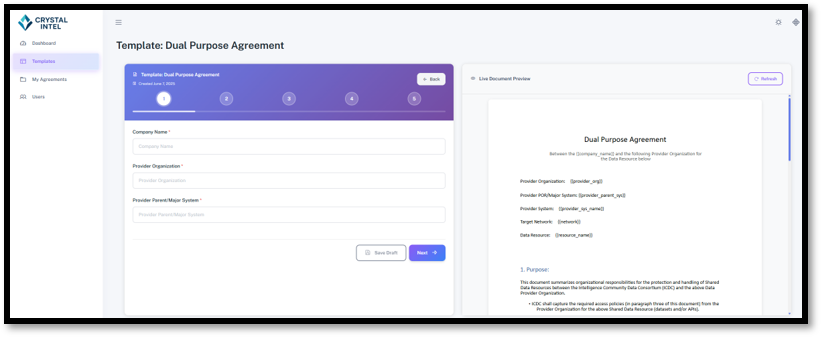 CRYSTAL
INTEL
Dashboard
Templates
My Agreements
Users
Template: Dual Purpose Agreement
Template: Dual Purpose Agreement
Created June 7, 2025
Back
1 2 3 4 5
Company Name *
Company Name
Provider Organization *
Provider Organization
Provider Parent/Major System *
Provider Parent/Major System
Save Draft
Next
Live Document Preview
Refresh
Dual Purpose Agreement
Between the {{company_name}} and the following Provider Organization for
the Data Resource below
Provider Organization: {{provider_org}}
Provider POR/Major System: {{provider_parent_sys}}
Provider System: {{provider_sys_name}}
Target Network: {{network}}
Data Resource: {{resource_name}}
1. Purpose:
This document summarizes organizational responsibilities for the protection and handling of Shared
Data Resources between the Intelligence Community Data Consortium (ICDC) and the above Data
Provider Organization.
• ICDC shall capture the required access policies (in paragraph three of this document) from the
Provider Organization for the above Shared Data Resource (datasets and/or APIs).